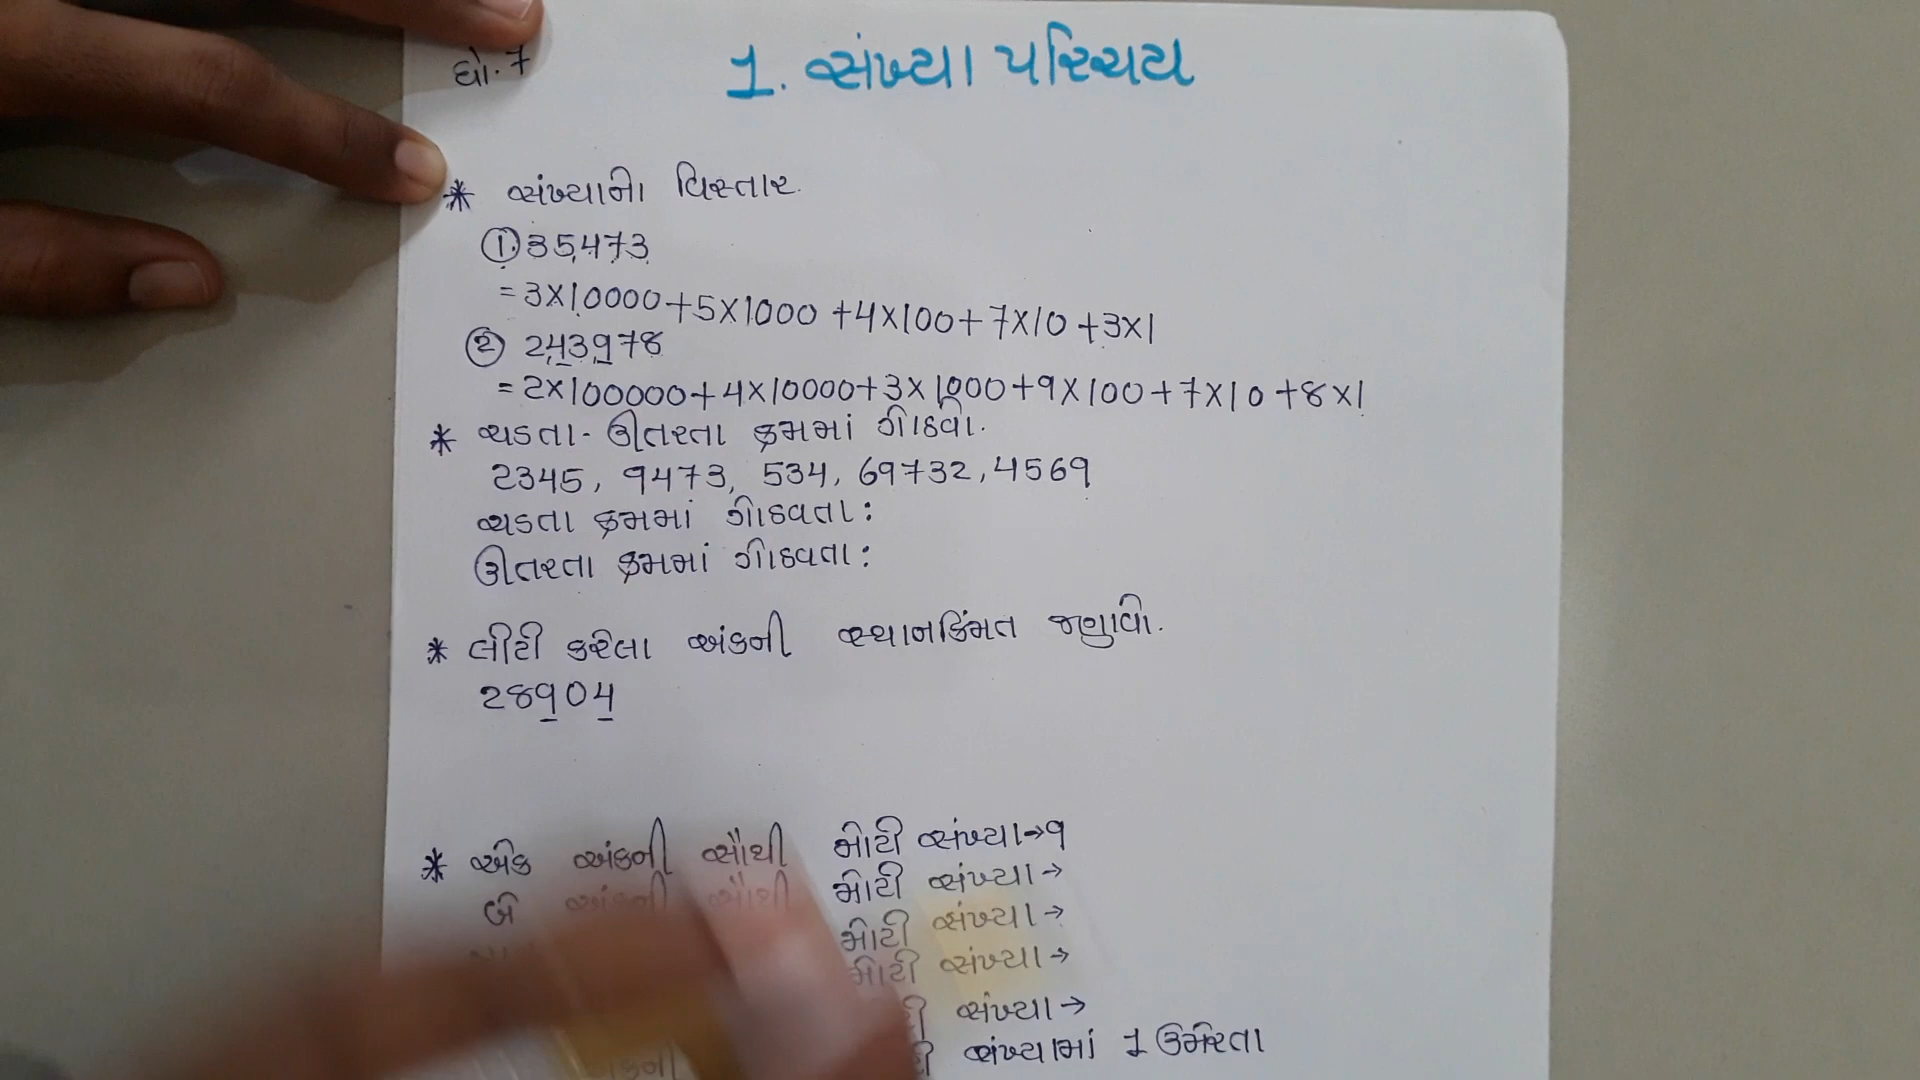 ધો. 7
1. સંખ્યા પરિચય
* સંખ્યાનો વિસ્તાર.
① 35,473
= 3×10000+5×1000+4×100+7×10+3×1
② 2,43,978
= 2×100000+4×10000+3×1000+9×100+7×10+8×1
* ચડતા-ઊતરતા ક્રમમાં ગોઠવો.
2345, 9473, 534, 69732, 4569
ચડતા ક્રમમાં ગોઠવતા :
ઊતરતા ક્રમમાં ગોઠવતા :
* લીટી કરેલા અંકની સ્થાનકિંમત જણાવો.
28904
* એક અંકની સૌથી મોટી સંખ્યા→9
બે અંકની સૌથી મોટી સંખ્યા→
મોટી સંખ્યા→
મોટી સંખ્યા→
સંખ્યા→
અંકની સંખ્યામાં 1 ઉમેરતા